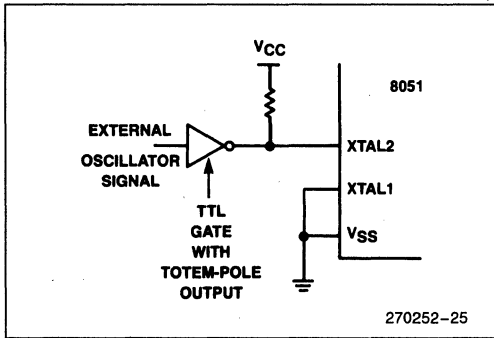 VCC
8051
EXTERNAL
OSCILLATOR
SIGNAL
XTAL2
XTAL1
VSS
TTL
GATE
WITH
TOTEM-POLE
OUTPUT
270252-25